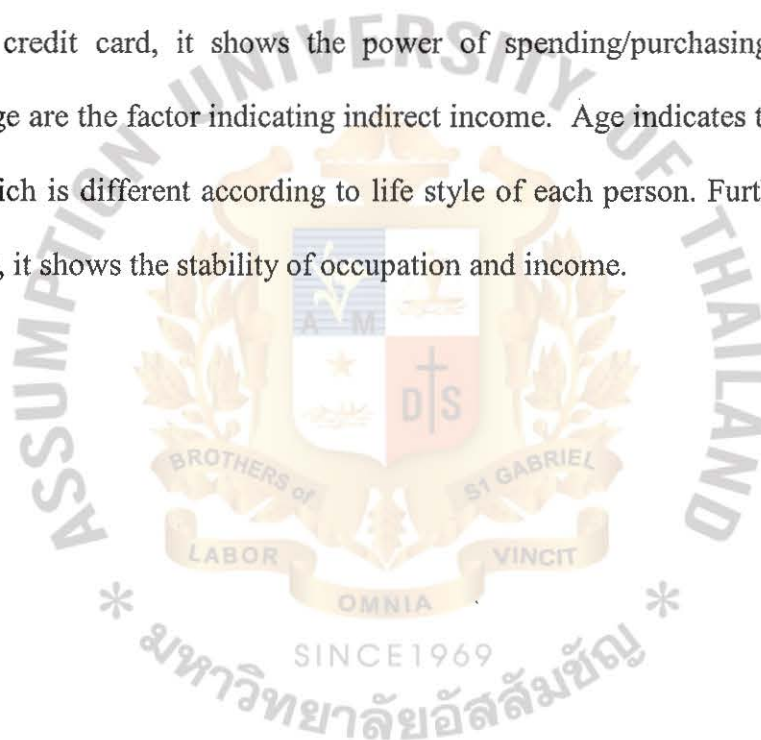 credit card, it shows the power of spending/purchasing
ge are the factor indicating indirect income. Age indicates t
ich is different according to life style of each person. Furt
, it shows the stability of occupation and income.
ASSUMPTION UNIVERSITY OF THAILAND
A M
D S
BROTHERS of ST GABRIEL
LABOR
VINCIT
OMNIA
SINCE1969
* มหาวิทยาลัยอัสสัมชัญ *